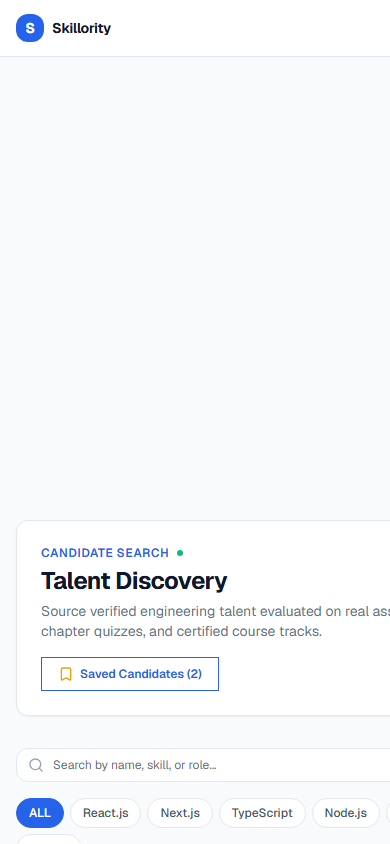 S Skillority
CANDIDATE SEARCH
Talent Discovery
Source verified engineering talent evaluated on real
chapter quizzes, and certified course tracks.
Saved Candidates (2)
Search by name, skill, or role...
ALL React.js Next.js TypeScript Node.js